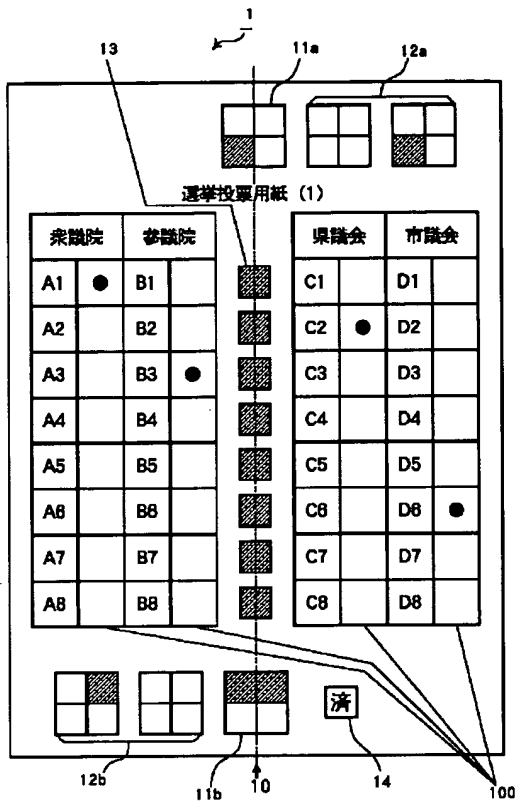 1
13
11a
12a
選挙投票用紙 (1)
衆議院 参議院 県議会 市議会
A1 ● B1 C1 D1
A2 B2 C2 ● D2
A3 B3 ● C3 D3
A4 B4 C4 D4
A5 B5 C5 D5
A6 B6 C6 D6 ●
A7 B7 C7 D7
A8 B8 C8 D8
済
12b
11b
10
14
100